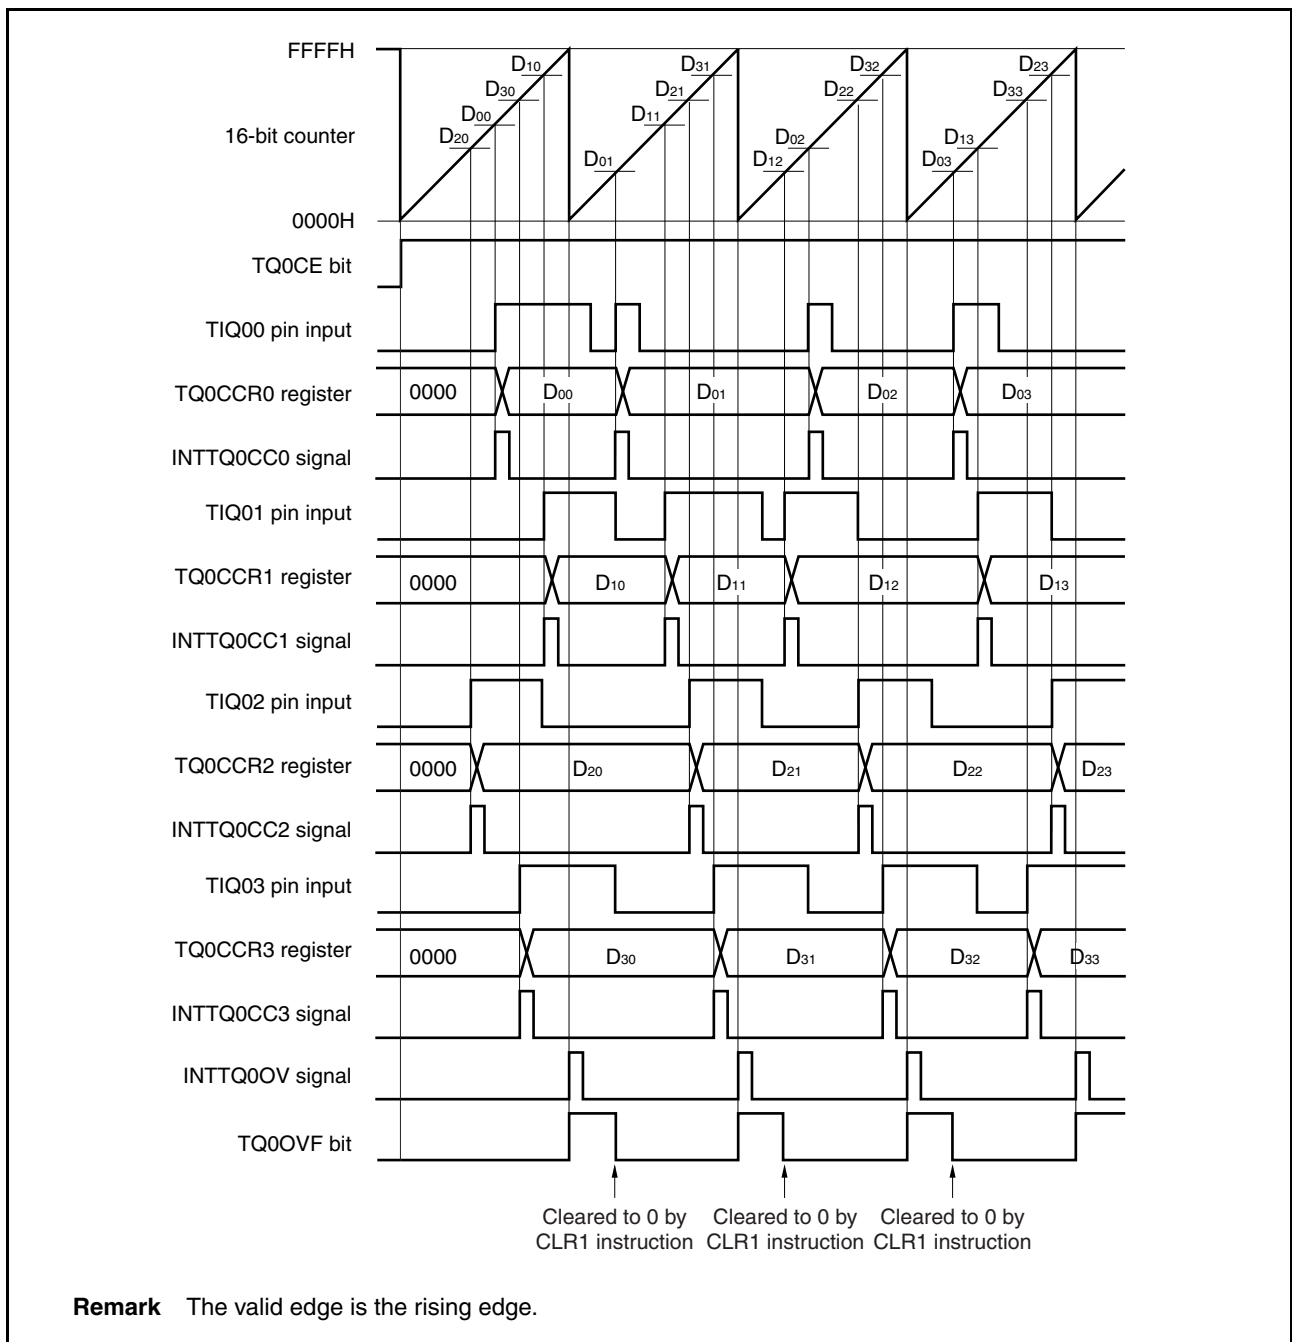 FFFFH
D10
D31
D32
D23
D30
D21
D22
D33
D00
D11
16-bit counter
D20
D02
D13
D01
D12
D03
0000H
TQ0CE bit
TIQ00 pin input
TQ0CCR0 register
0000
D00
D01
D02
D03
INTTQ0CC0 signal
TIQ01 pin input
TQ0CCR1 register
0000
D10
D11
D12
D13
INTTQ0CC1 signal
TIQ02 pin input
TQ0CCR2 register
0000
D20
D21
D22
D23
INTTQ0CC2 signal
TIQ03 pin input
TQ0CCR3 register
0000
D30
D31
D32
D33
INTTQ0CC3 signal
INTTQ0OV signal
TQ0OVF bit
Cleared to 0 by
CLR1 instruction
Cleared to 0 by
CLR1 instruction
Cleared to 0 by
CLR1 instruction
Remark The valid edge is the rising edge.